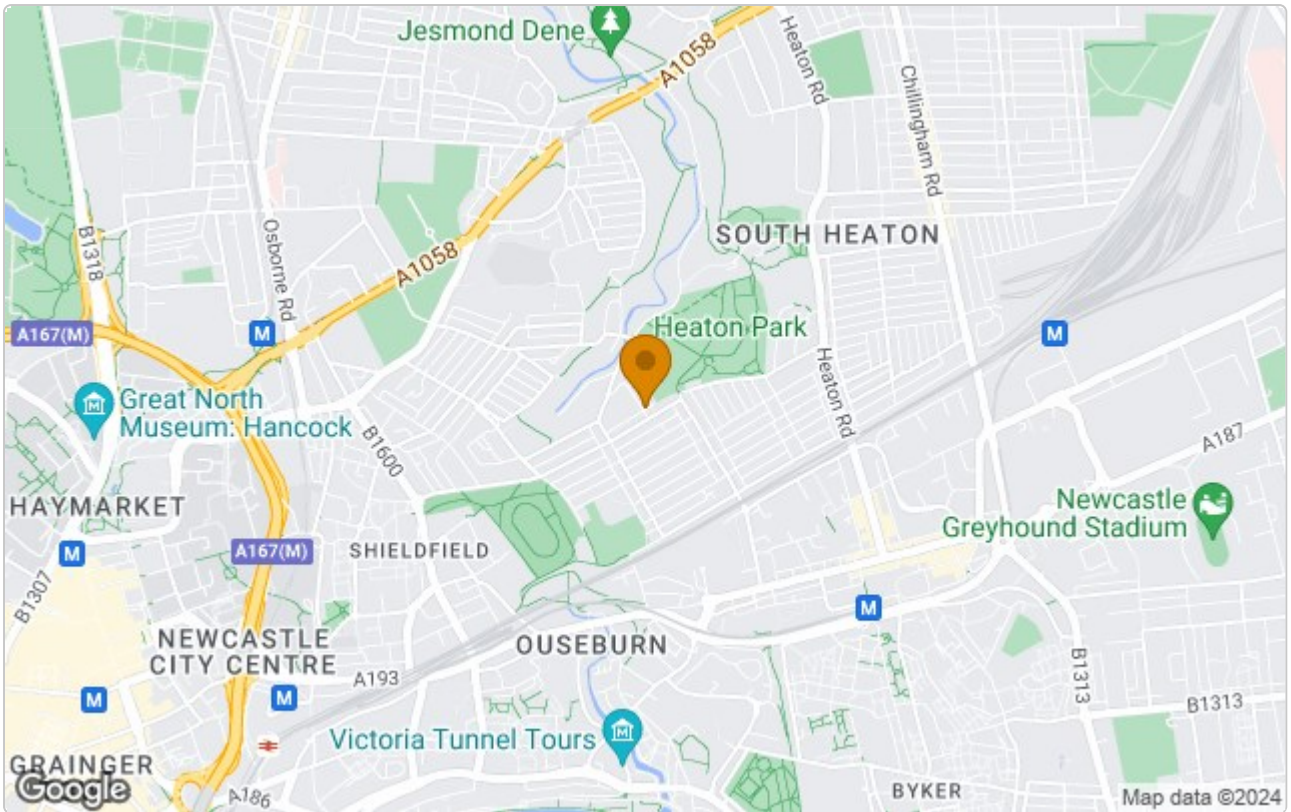 Jesmond Dene
A1058
Heaton Rd
Chillingham Rd
B1318
Osborne Rd
A1058
SOUTH HEATON
A167(M)
M
Heaton Park
M
Great North
Museum: Hancock
B1600
Heaton Rd
A187
HAYMARKET
Newcastle
Greyhound Stadium
M
A167(M)
SHIELDFIELD
B1307
M
NEWCASTLE
CITY CENTRE
OUSEBURN
A193
B1313
M
M
B1313
Victoria Tunnel Tours
GRAINGER
Google
A186
BYKER
Map data ©2024